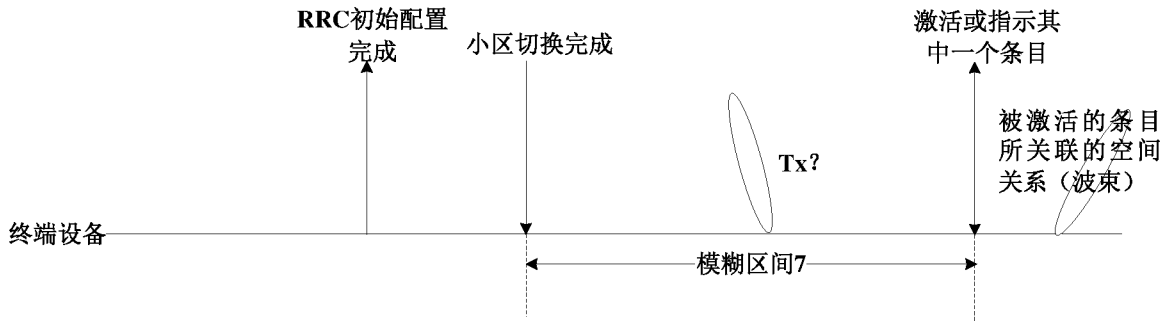 RRC初始配置
完成
小区切换完成
激活或指示其
中一个条目
被激活的条目
所关联的空间
关系（波束）
Tx?
终端设备
模糊区间7